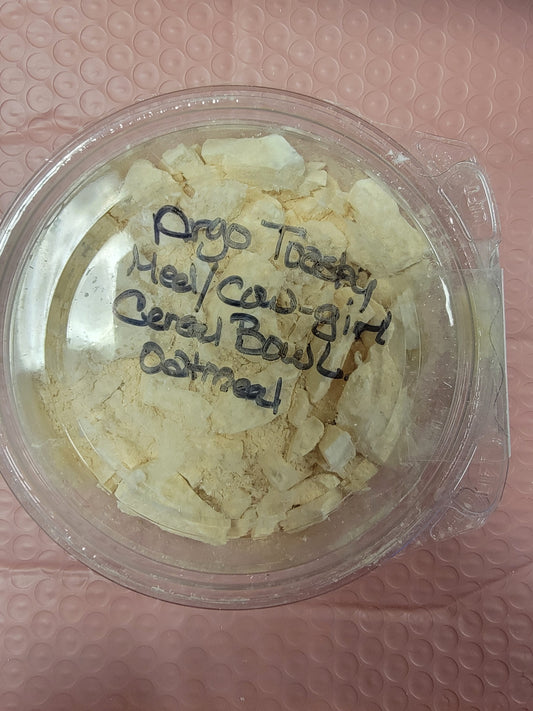 Argo Toasty
Meal/Cow-girl
Cereal Bowl.
oatmeal